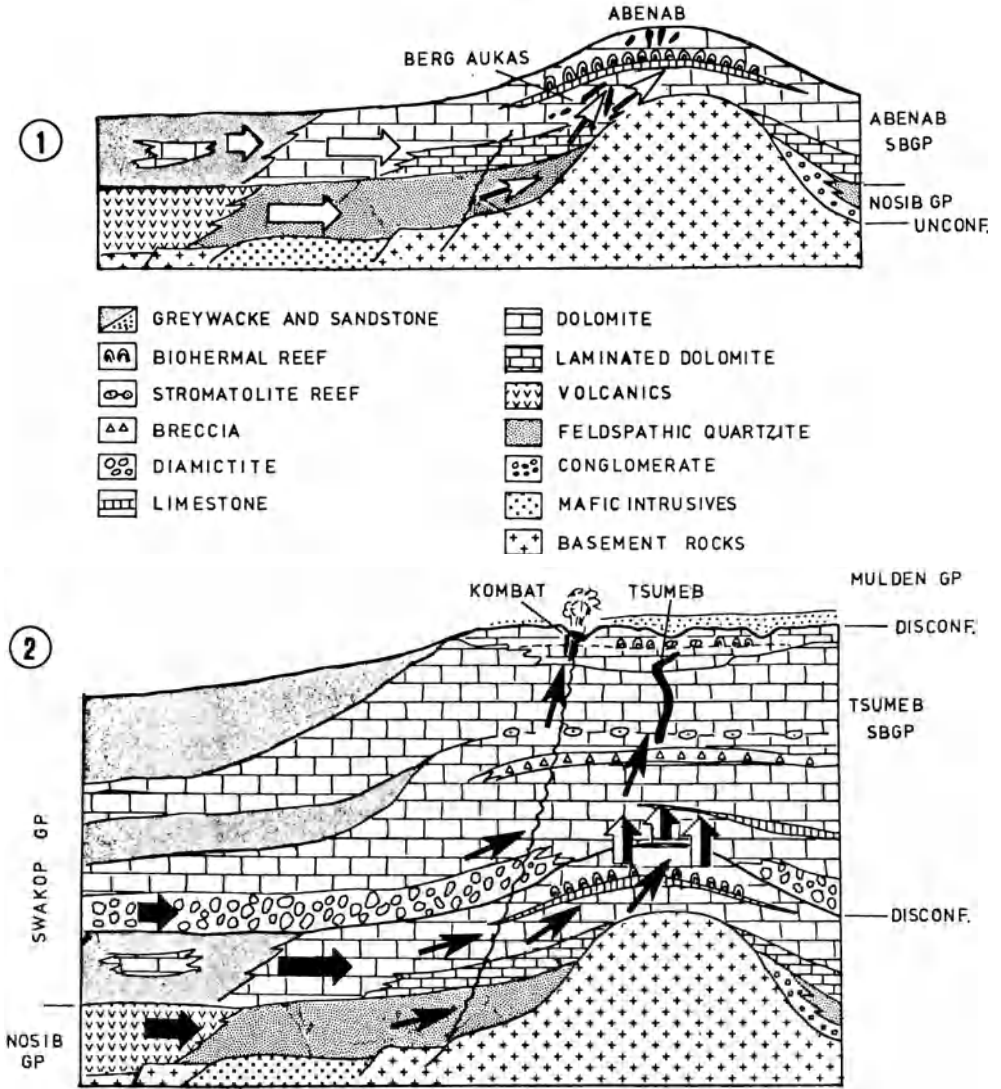 ABENAB
BERG AUKAS
1
ABENAB
SBGP
NOSIB GP
UNCONF.
GREYWACKE AND SANDSTONE
BIOHERMAL REEF
STROMATOLITE REEF
BRECCIA
DIAMICTITE
LIMESTONE
DOLOMITE
LAMINATED DOLOMITE
VOLCANICS
FELDSPATHIC QUARTZITE
CONGLOMERATE
MAFIC INTRUSIVES
BASEMENT ROCKS
2
KOMBAT
TSUMEB
MULDEN GP
DISCONF.
TSUMEB
SBGP
SWAKOP GP.
DISCONF.
NOSIB
GP